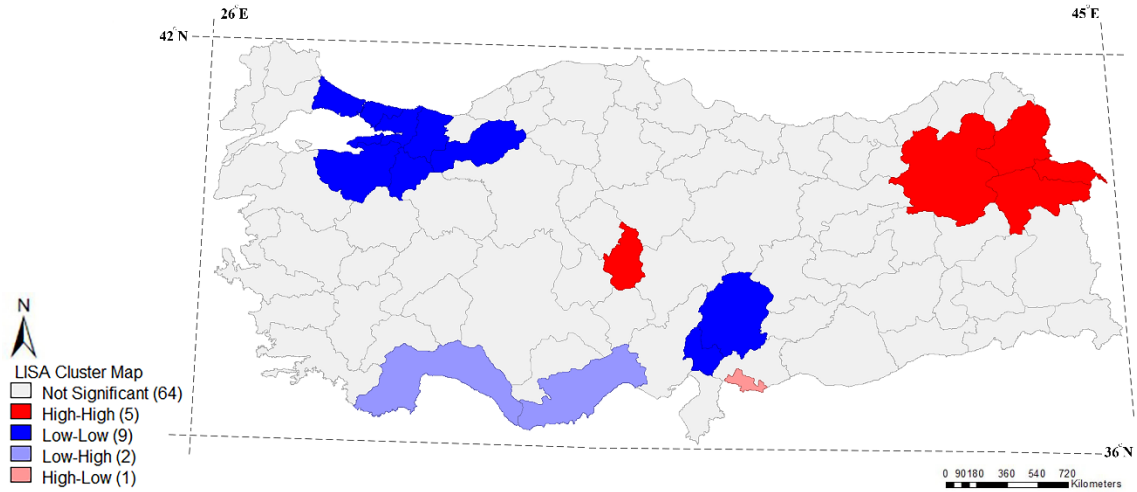 26°E
45°E
42°N
N
LISA Cluster Map
Not Significant (64)
High-High (5)
Low-Low (9)
Low-High (2)
High-Low (1)
36°N
0 90 180 360 540 720
Kilometers